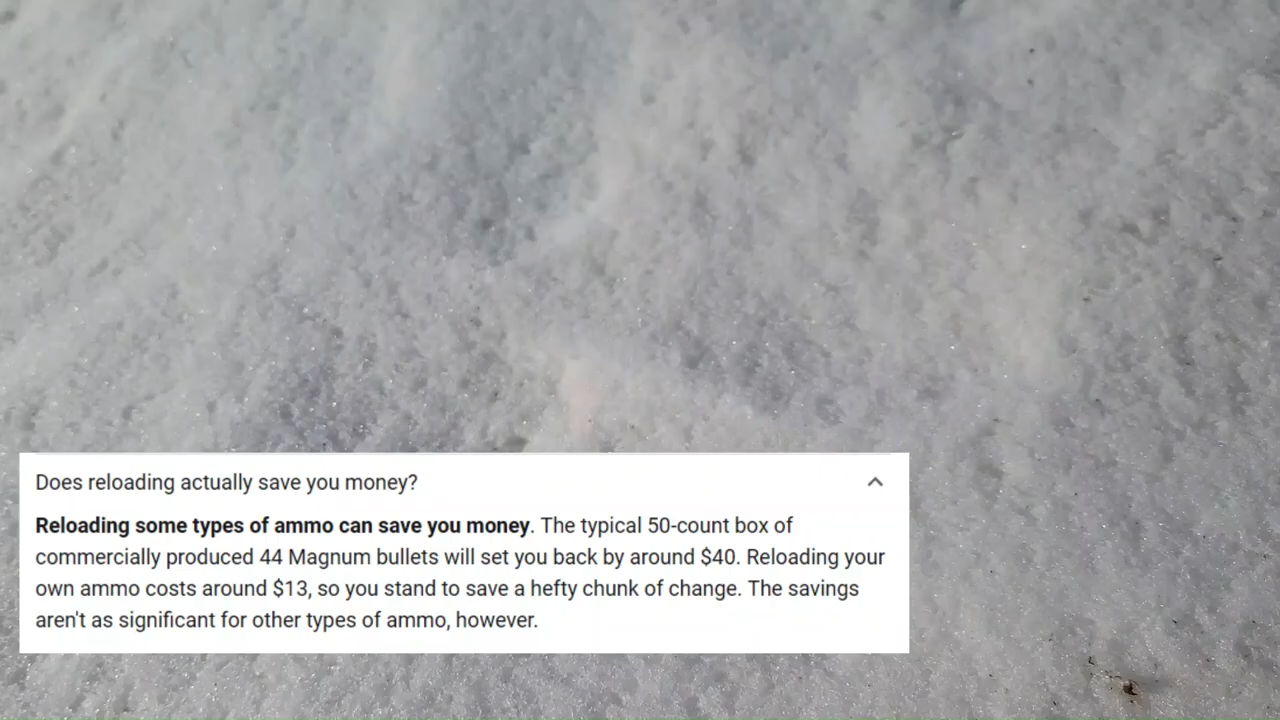 Does reloading actually save you money?
Reloading some types of ammo can save you money. The typical 50-count box of
commercially produced 44 Magnum bullets will set you back by around $40. Reloading your
own ammo costs around $13, so you stand to save a hefty chunk of change. The savings
aren't as significant for other types of ammo, however.